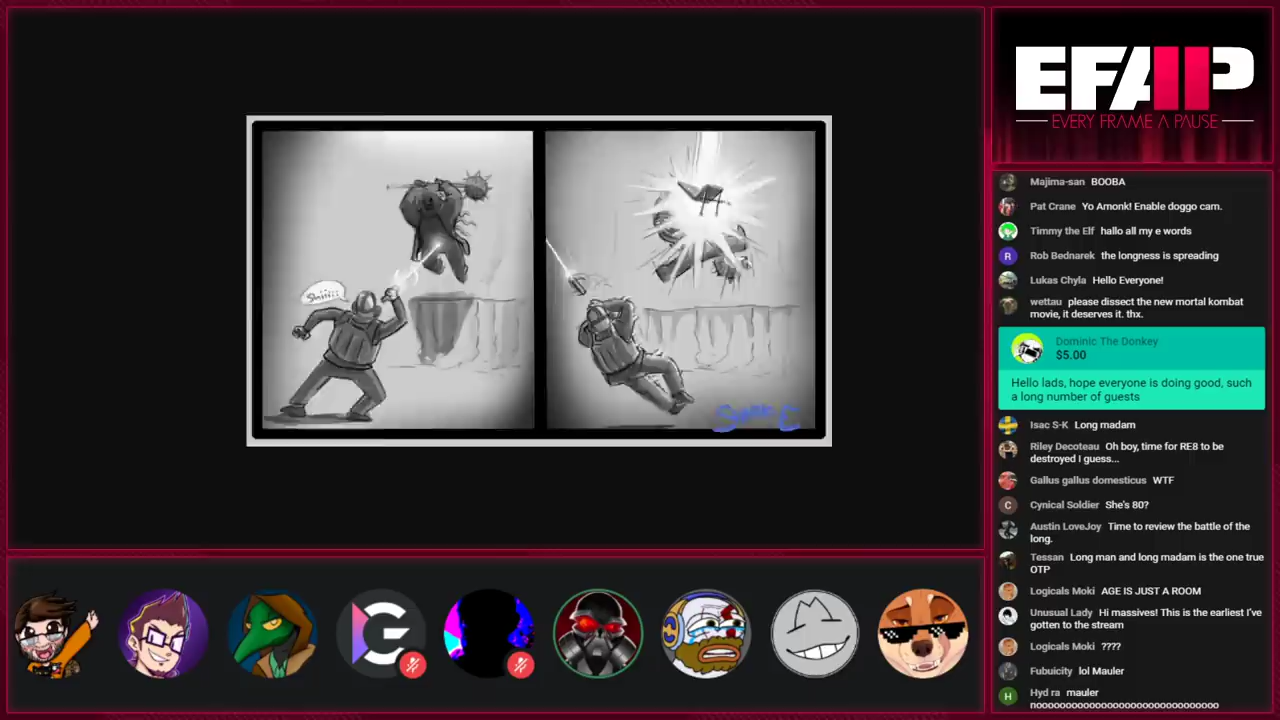 EFAP
EVERY FRAME A PAUSE
Majima-san BOOBA
Pat Crane Yo Amonk! Enable doggo cam.
Timmy the Elf hallo all my e words
R
Rob Bednarek the longness is spreading
Lukas Chyla Hello Everyone!
wettau please dissect the new mortal kombat
movie, it deserves it. thx.
Dominic The Donkey
$5.00
Hello lads, hope everyone is doing good, such
a long number of guests
Isac S-K Long madam
Riley Decoteau Oh boy, time for RE8 to be
destroyed I guess...
Gallus gallus domesticus WTF
C
Cynical Soldier She's 80?
Austin LoveJoy Time to review the battle of the
long.
Tessan Long man and long madam is the one true
OTP
Logicals Moki AGE IS JUST A ROOM
Unusual Lady Hi massives! This is the earliest I've
gotten to the stream
Logicals Moki ????
Fubuicity lol Mauler
H
Hyd ra mauler
nooooooooooooooooooooooooooooooooo